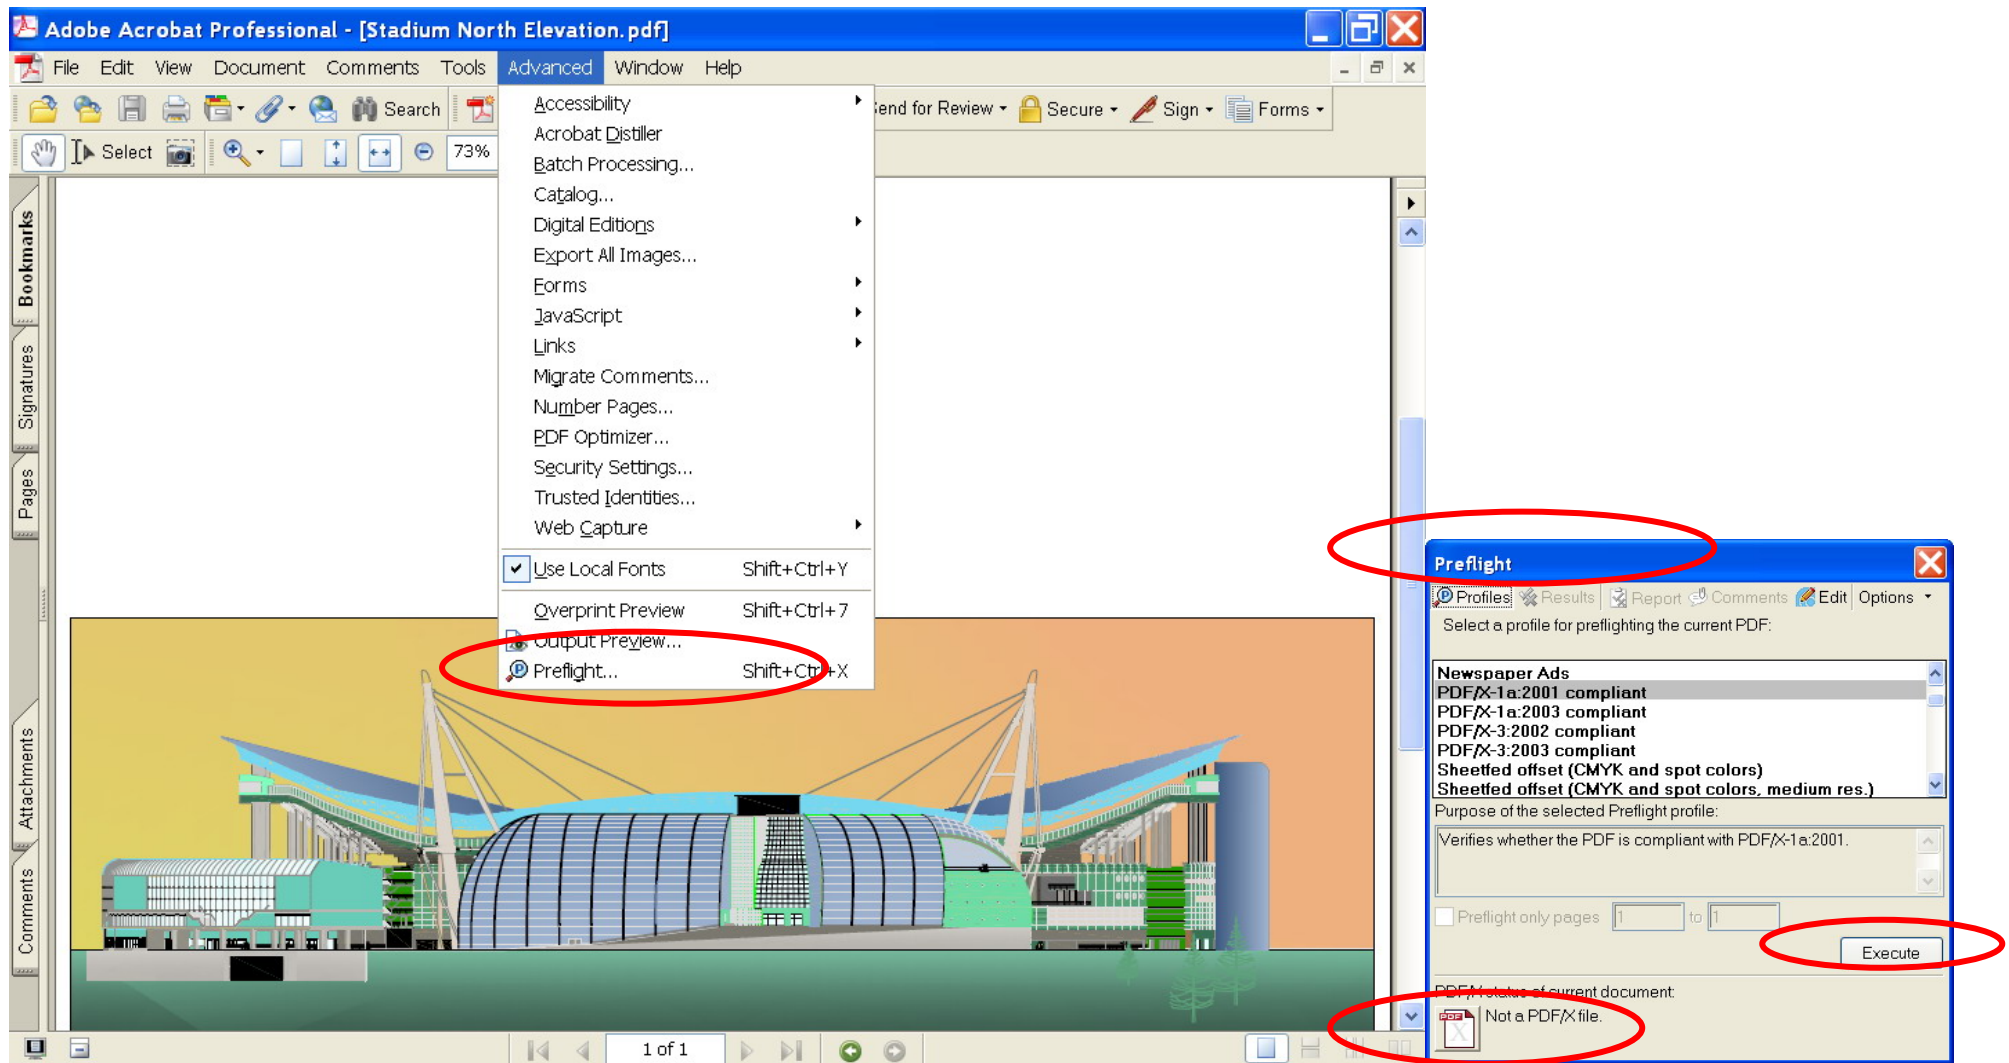 Adobe Acrobat Professional - [Stadium North Elevation.pdf]
File Edit View Document Comments Tools Advanced Window Help
Search
end for Review Secure Sign Forms
Select 73%
Accessibility
Acrobat Distiller
Batch Processing...
Catalog...
Digital Editions
Export All Images...
Forms
JavaScript
Links
Migrate Comments...
Number Pages...
PDF Optimizer...
Security Settings...
Trusted Identities...
Web Capture
Use Local Fonts Shift+Ctrl+Y
Overprint Preview Shift+Ctrl+7
Output Preview...
Preflight... Shift+Ctrl+X
Bookmarks
Signatures
Pages
Attachments
Comments
1 of 1
Preflight
Profiles Results Report Comments Edit Options
Select a profile for preflighting the current PDF:
Newspaper Ads
PDF/X-1a:2001 compliant
PDF/X-1a:2003 compliant
PDF/X-3:2002 compliant
PDF/X-3:2003 compliant
Sheetfed offset (CMYK and spot colors)
Sheetfed offset (CMYK and spot colors, medium res.)
Purpose of the selected Preflight profile:
Verifies whether the PDF is compliant with PDF/X-1a:2001.
Preflight only pages 1 to 1
Execute
PDF/X status of current document:
PDF X Not a PDF/X file.